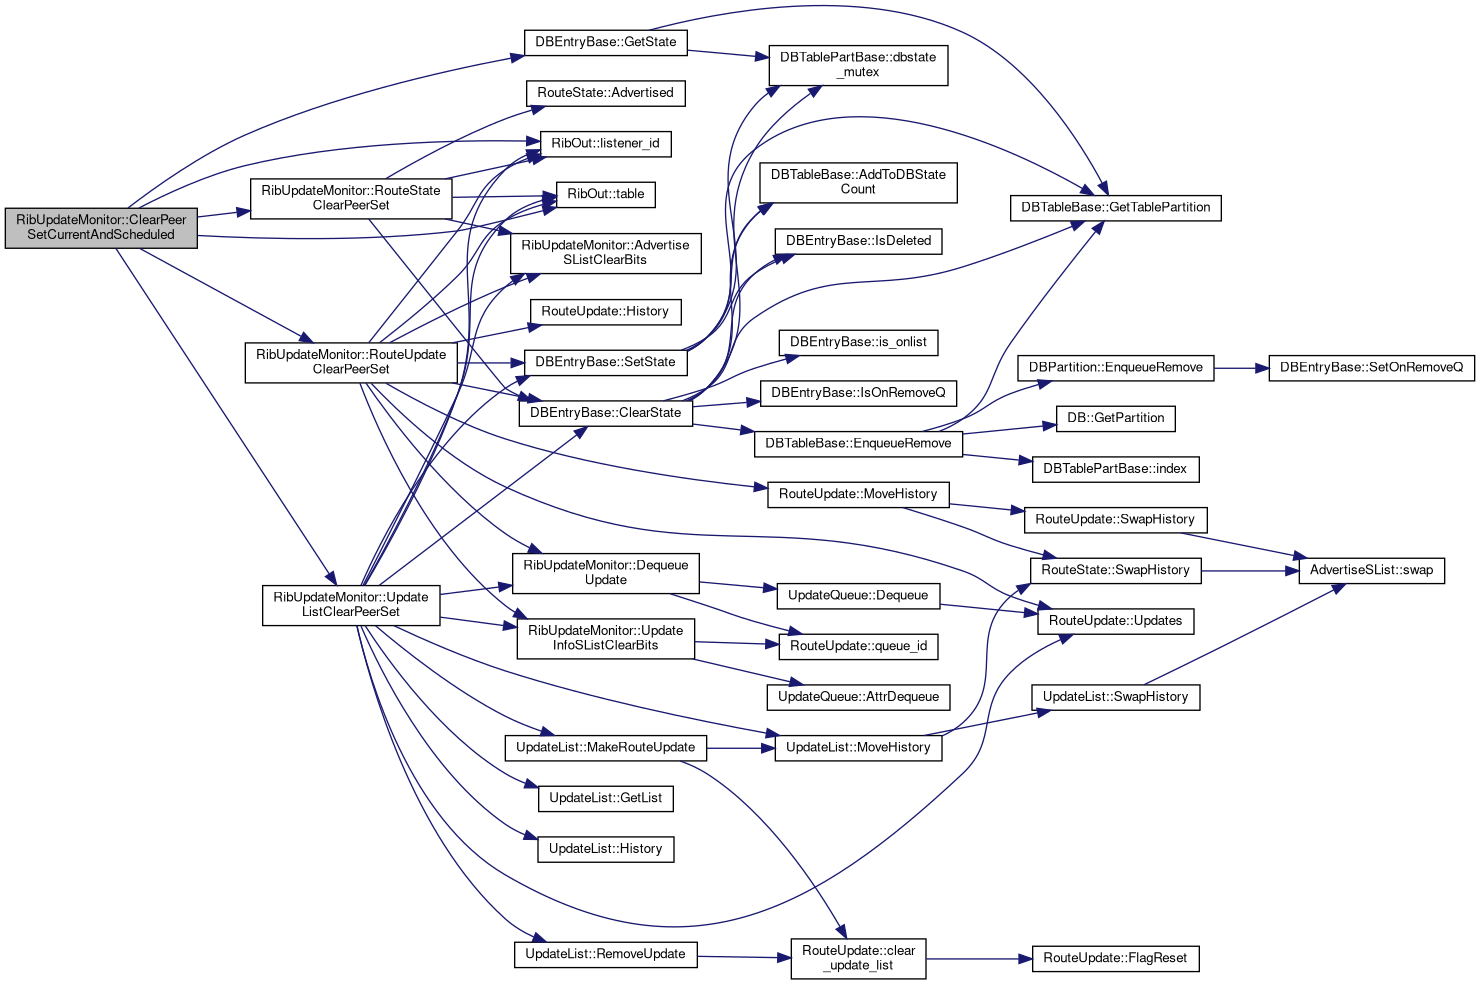 RibUpdateMonitor::ClearPeer
SetCurrentAndScheduled
DBEntryBase::GetState
RouteState::Advertised
RibOut::listener_id
RibUpdateMonitor::RouteState
ClearPeerSet
RibOut::table
RibUpdateMonitor::Advertise
SListClearBits
RouteUpdate::History
RibUpdateMonitor::RouteUpdate
ClearPeerSet
DBEntryBase::SetState
DBEntryBase::ClearState
RibUpdateMonitor::Dequeue
Update
RibUpdateMonitor::Update
ListClearPeerSet
RibUpdateMonitor::Update
InfoSListClearBits
UpdateList::MakeRouteUpdate
UpdateList::GetList
UpdateList::History
UpdateList::RemoveUpdate
DBTablePartBase::dbstate
_mutex
DBTableBase::AddToDBState
Count
DBEntryBase::IsDeleted
DBEntryBase::is_onlist
DBEntryBase::IsOnRemoveQ
DBTableBase::EnqueueRemove
RouteUpdate::MoveHistory
UpdateQueue::Dequeue
RouteUpdate::queue_id
UpdateQueue::AttrDequeue
UpdateList::MoveHistory
RouteUpdate::clear
_update_list
DBTableBase::GetTablePartition
DBPartition::EnqueueRemove
DB::GetPartition
DBTablePartBase::index
RouteUpdate::SwapHistory
RouteState::SwapHistory
RouteUpdate::Updates
UpdateList::SwapHistory
RouteUpdate::FlagReset
DBEntryBase::SetOnRemoveQ
AdvertiseSList::swap